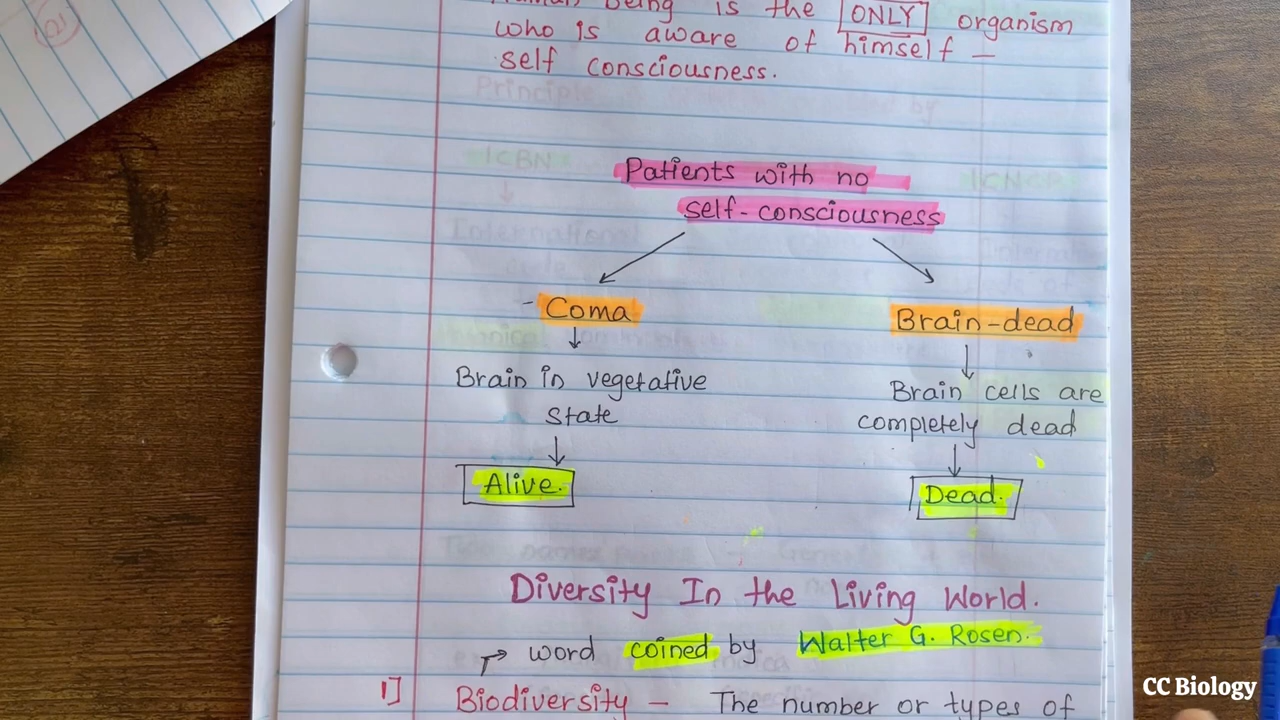 Human Being is the ONLY organism
who is aware of himself –
self consciousness.
Patients with no
self-consciousness
Coma
Brain-dead
Brain in vegetative
state
Brain cells are
completely dead
Alive.
Dead.
Diversity In the Living World.
word coined by Walter G. Rosen.
1] Biodiversity – The number or types of
CC Biology